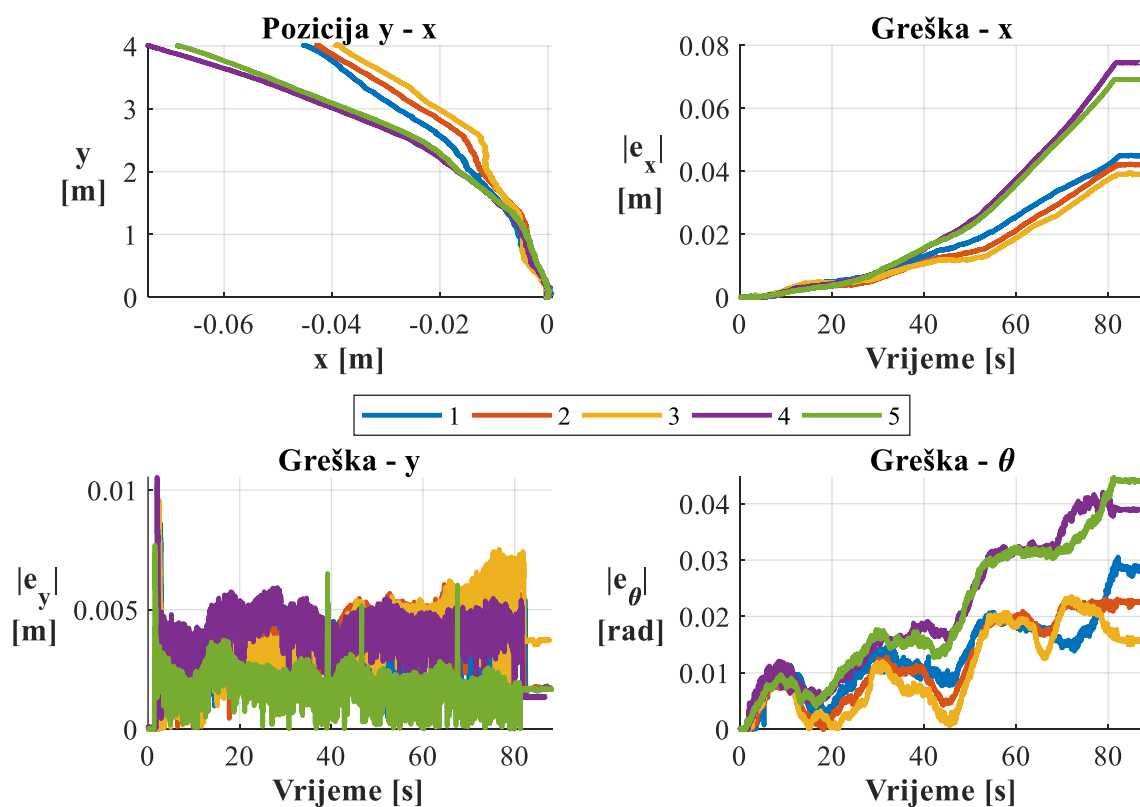 Pozicija y - x
4
3
2
1
0
y
[m]
-0.06
-0.04
-0.02
0
x [m]
Greška - x
0.08
0.06
0.04
0.02
0
|e_x|
[m]
0
20
40
60
80
Vrijeme [s]
1
2
3
4
5
Greška - y
0.01
0.005
0
|e_y|
[m]
0
20
40
60
80
Vrijeme [s]
Greška - θ
0.04
0.03
0.02
0.01
0
|e_θ|
[rad]
0
20
40
60
80
Vrijeme [s]